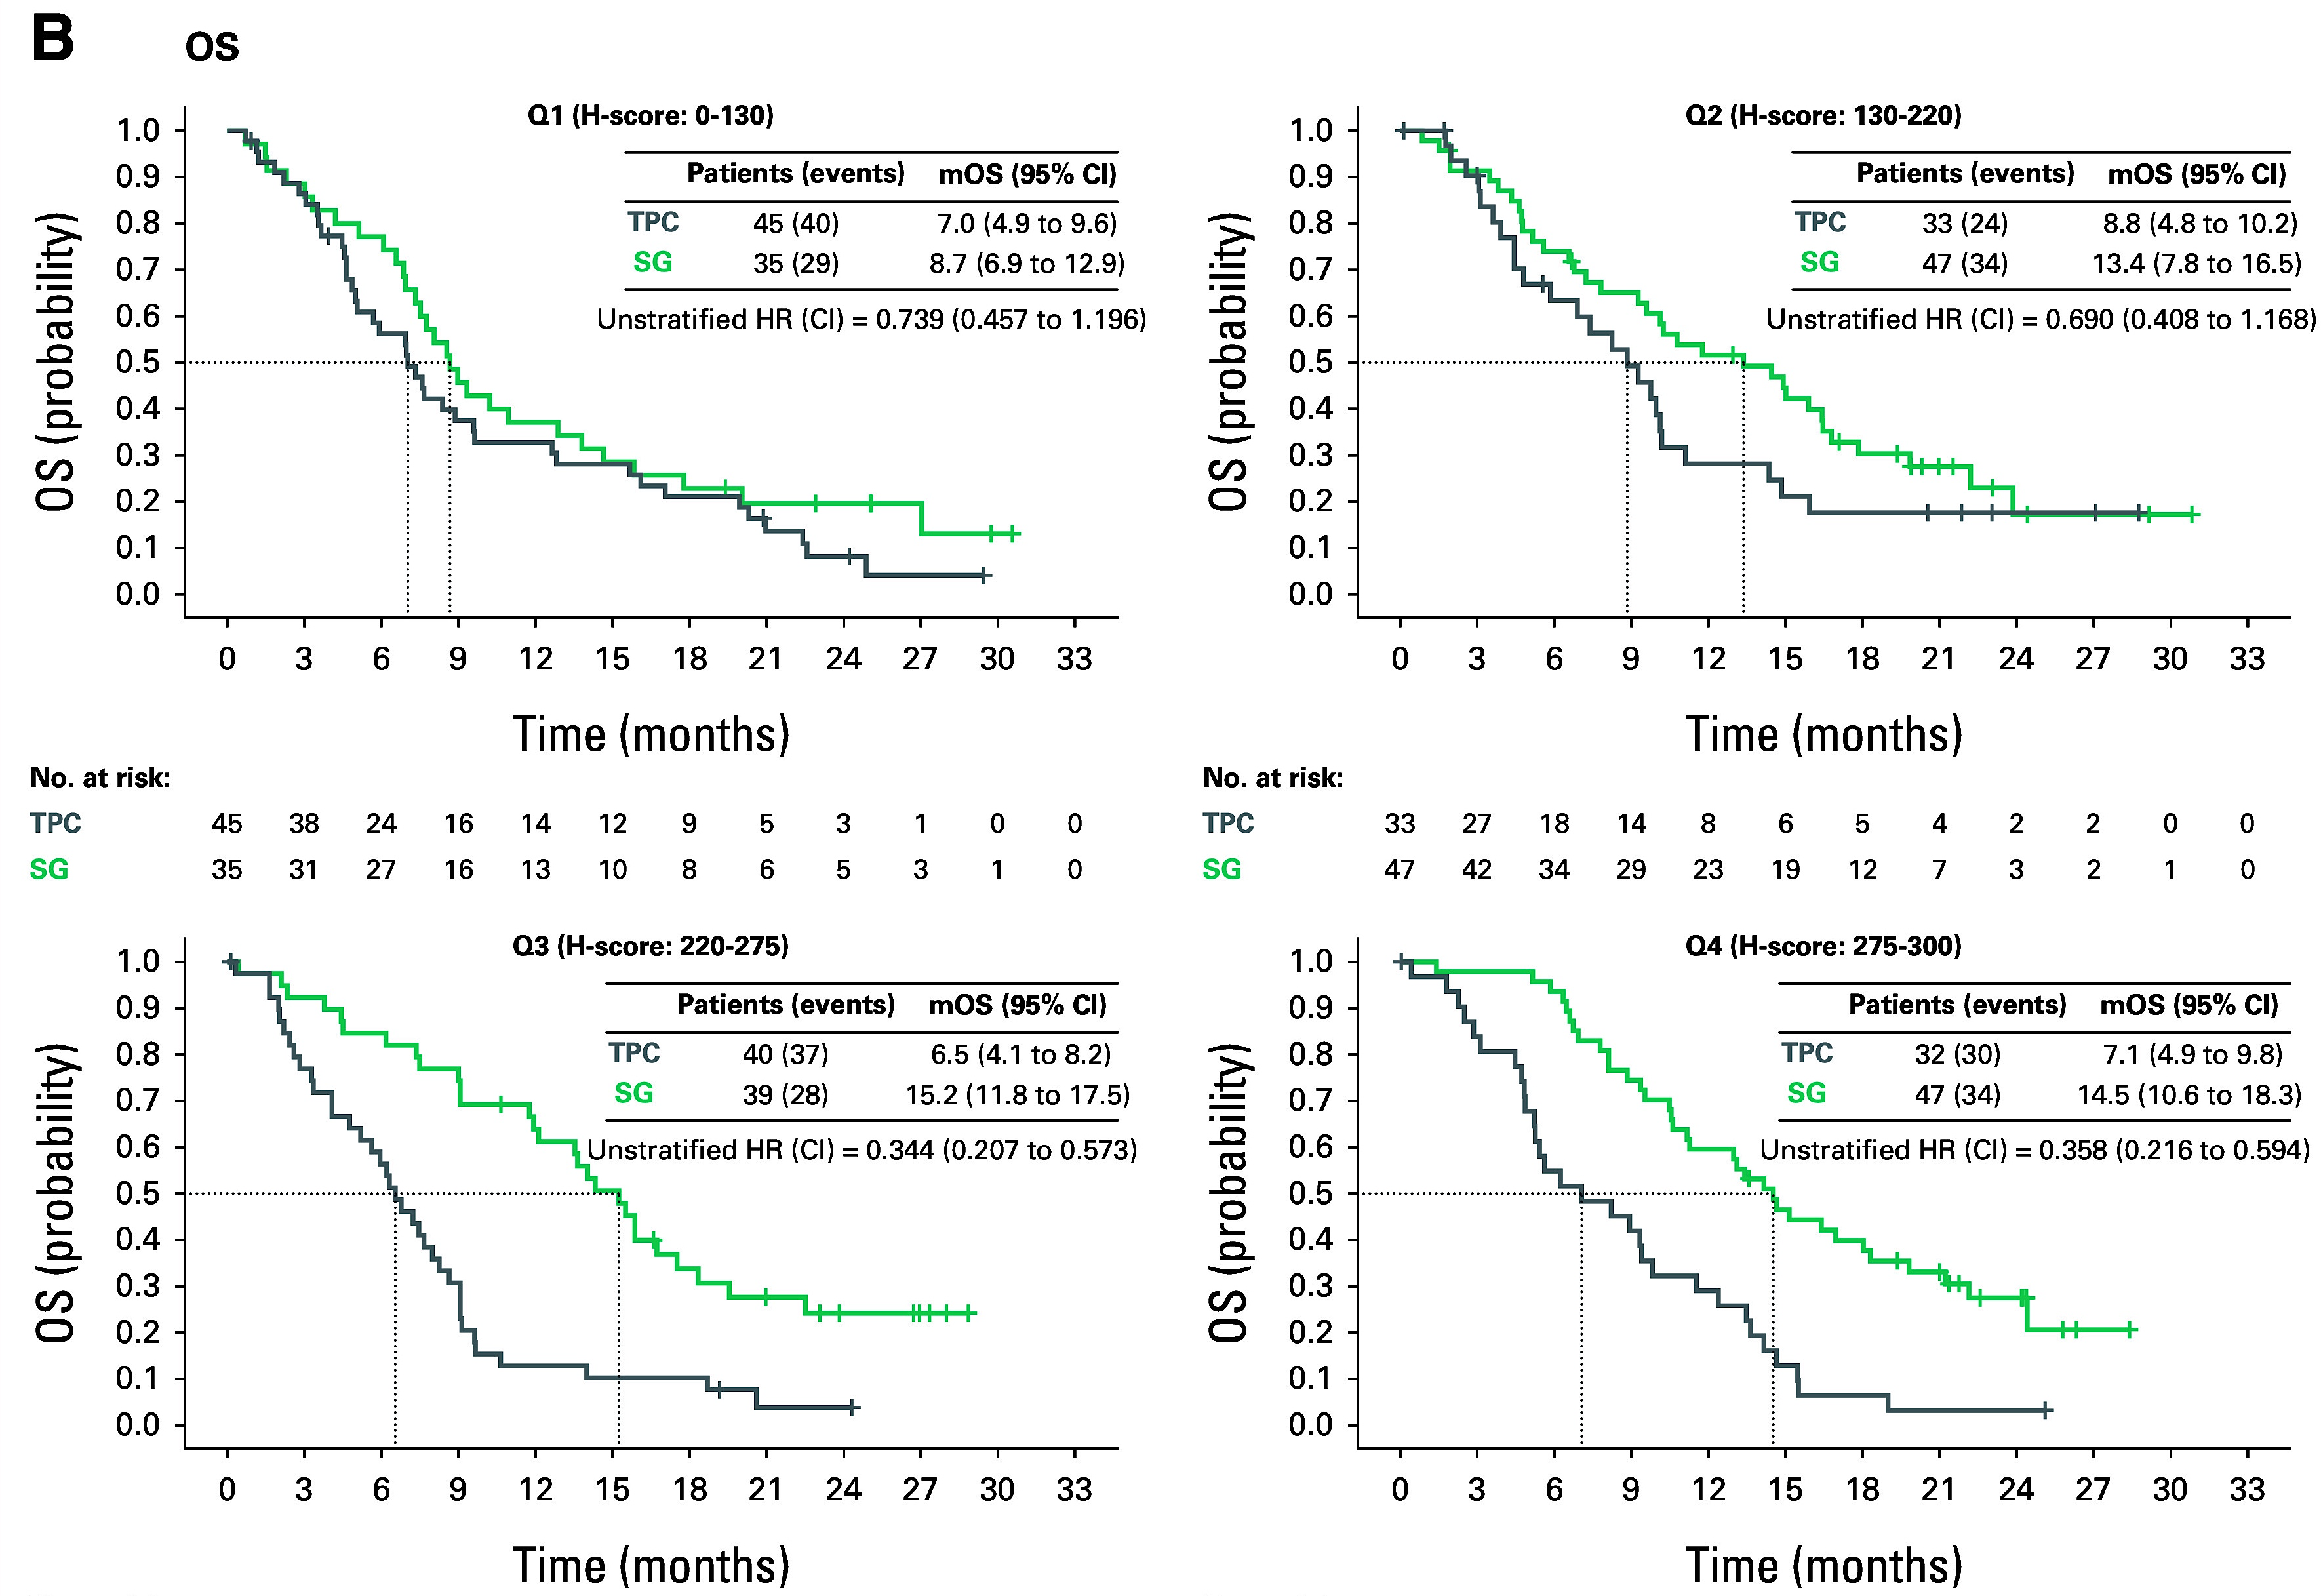 B OS
Q1 (H-score: 0-130)
Patients (events) mOS (95% CI)
TPC 45 (40) 7.0 (4.9 to 9.6)
SG 35 (29) 8.7 (6.9 to 12.9)
Unstratified HR (CI) = 0.739 (0.457 to 1.196)
OS (probability)
1.0
0.9
0.8
0.7
0.6
0.5
0.4
0.3
0.2
0.1
0.0
0 3 6 9 12 15 18 21 24 27 30 33
Time (months)
No. at risk:
TPC 45 38 24 16 14 12 9 5 3 1 0 0
SG 35 31 27 16 13 10 8 6 5 3 1 0
Q2 (H-score: 130-220)
Patients (events) mOS (95% CI)
TPC 33 (24) 8.8 (4.8 to 10.2)
SG 47 (34) 13.4 (7.8 to 16.5)
Unstratified HR (CI) = 0.690 (0.408 to 1.168)
OS (probability)
1.0
0.9
0.8
0.7
0.6
0.5
0.4
0.3
0.2
0.1
0.0
0 3 6 9 12 15 18 21 24 27 30 33
Time (months)
No. at risk:
TPC 33 27 18 14 8 6 5 4 2 2 0 0
SG 47 42 34 29 23 19 12 7 3 2 1 0
Q3 (H-score: 220-275)
Patients (events) mOS (95% CI)
TPC 40 (37) 6.5 (4.1 to 8.2)
SG 39 (28) 15.2 (11.8 to 17.5)
Unstratified HR (CI) = 0.344 (0.207 to 0.573)
OS (probability)
1.0
0.9
0.8
0.7
0.6
0.5
0.4
0.3
0.2
0.1
0.0
0 3 6 9 12 15 18 21 24 27 30 33
Time (months)
Q4 (H-score: 275-300)
Patients (events) mOS (95% CI)
TPC 32 (30) 7.1 (4.9 to 9.8)
SG 47 (34) 14.5 (10.6 to 18.3)
Unstratified HR (CI) = 0.358 (0.216 to 0.594)
OS (probability)
1.0
0.9
0.8
0.7
0.6
0.5
0.4
0.3
0.2
0.1
0.0
0 3 6 9 12 15 18 21 24 27 30 33
Time (months)